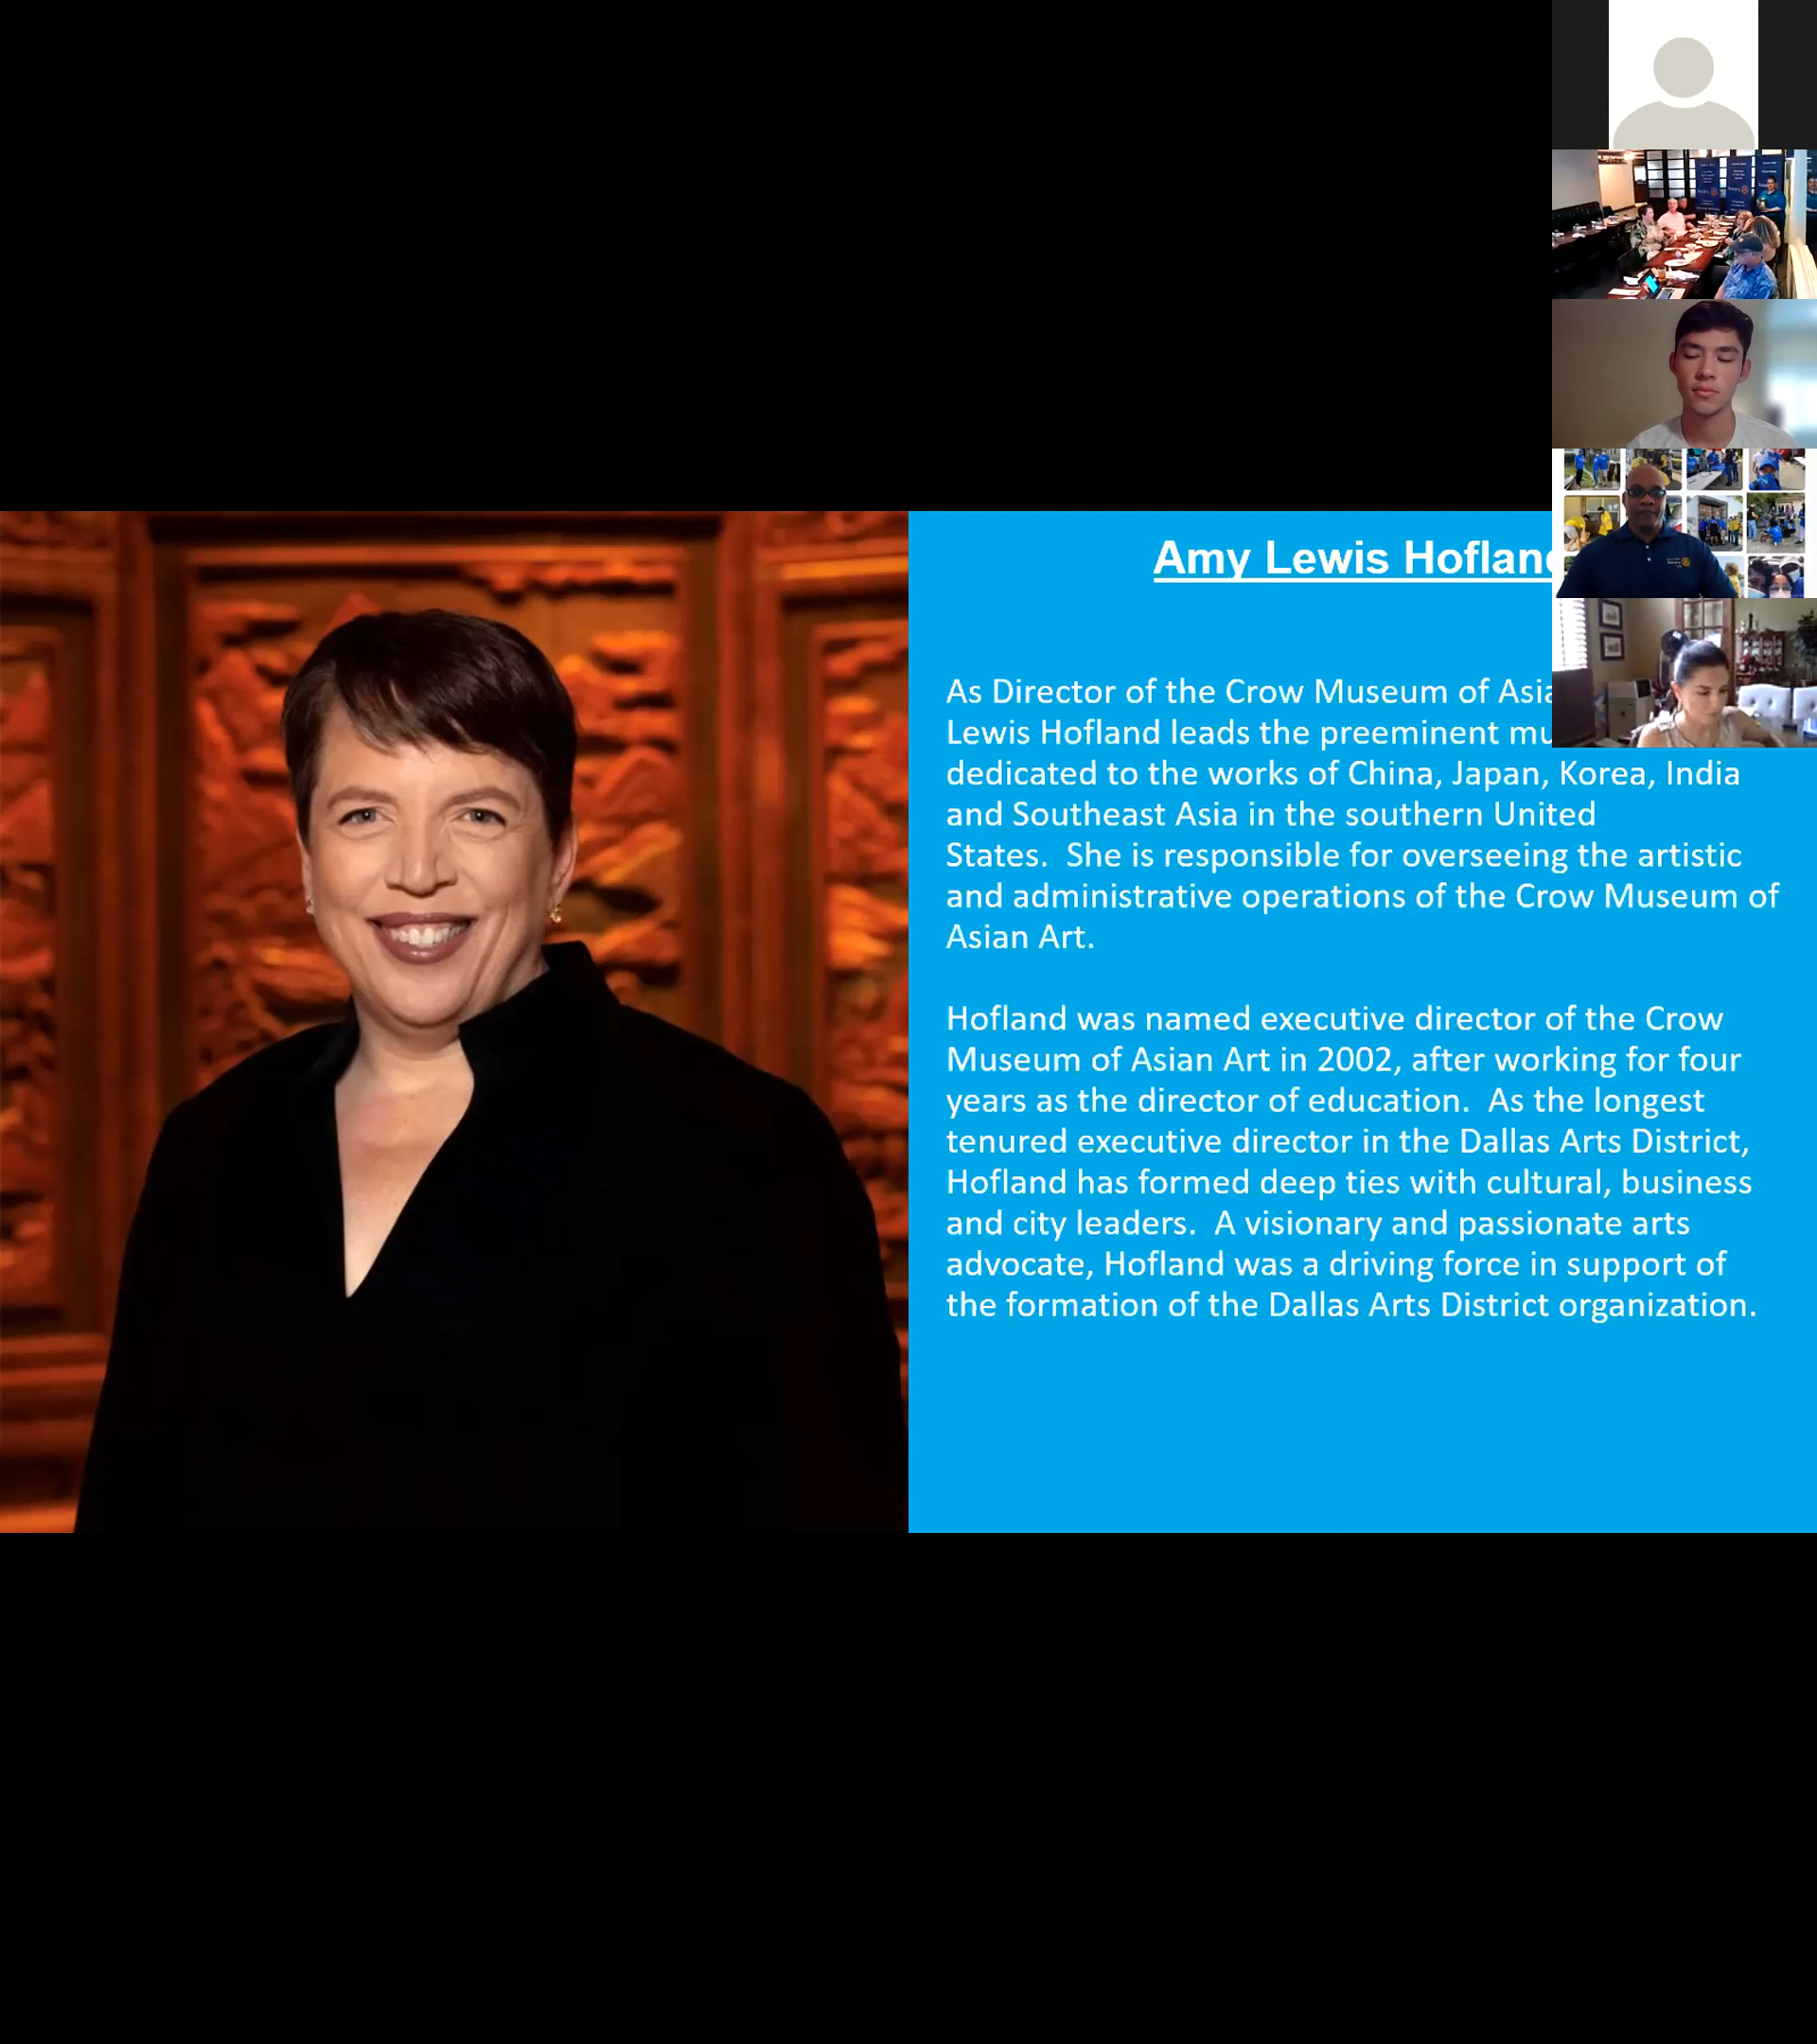 Amy Lewis Hoflan
As Director of the Crow Museum of Asia
Lewis Hofland leads the preeminent mu
dedicated to the works of China, Japan, Korea, India
and Southeast Asia in the southern United
States.  She is responsible for overseeing the artistic
and administrative operations of the Crow Museum of
Asian Art.
Hofland was named executive director of the Crow
Museum of Asian Art in 2002, after working for four
years as the director of education.  As the longest
tenured executive director in the Dallas Arts District,
Hofland has formed deep ties with cultural, business
and city leaders.  A visionary and passionate arts
advocate, Hofland was a driving force in support of
the formation of the Dallas Arts District organization.